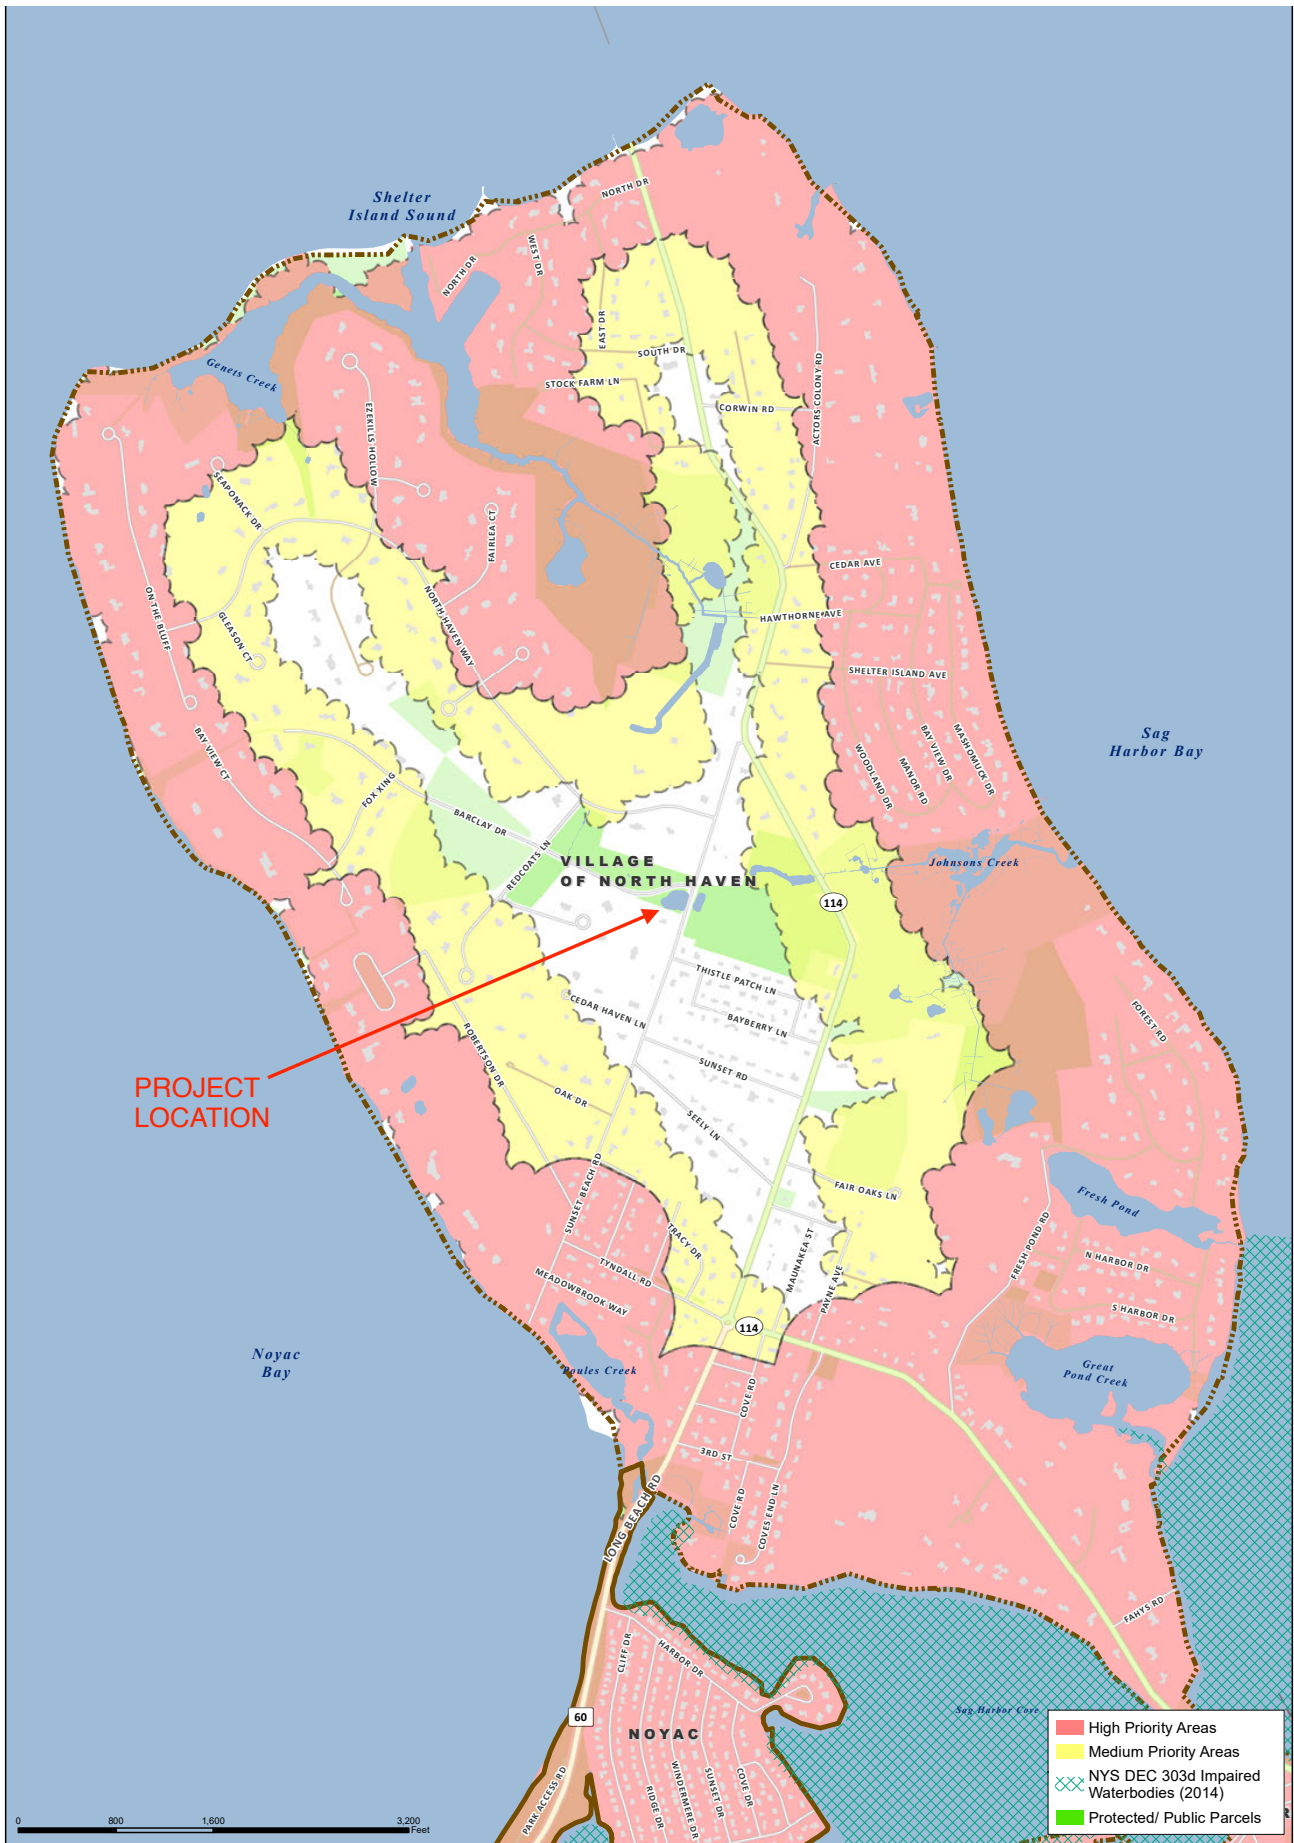 Shelter
Island Sound
NORTH DR
WEST DR
NORTH DR
EAST DR
SOUTH DR
STOCK FARM LN
CORWIN RD
ACTORS COLONY RD
Genets Creek
EZEKILLS HOLLOW
SEAPONACK DR
FAIRLEA CT
CEDAR AVE
ON THE BLUFF
GLEASON CT
NORTH HAVEN WAY
HAWTHORNE AVE
SHELTER ISLAND AVE
Sag
Harbor Bay
BAY VIEW CT
WOODLAND DR
MANOR RD
BAY VIEW DR
MASHOMUCK DR
FOX XING
BARCLAY DR
REDCOATS LN
VILLAGE
OF NORTH HAVEN
Johnsons Creek
114
THISTLE PATCH LN
CEDAR HAVEN LN
BAYBERRY LN
FOREST RD
PROJECT
LOCATION
ROBERTSON DR
OAK DR
SUNSET RD
SEELY LN
SUNSET BEACH RD
FAIR OAKS LN
Fresh Pond
TRACY DR
TYNDALL RD
MEADOWBROOK WAY
MAUNAKEA ST
PAYNE AVE
FRESH POND RD
N HARBOR DR
S HARBOR DR
114
Noyac
Bay
Poules Creek
Great
Pond Creek
COVE RD
3RD ST
COVE RD
COVES END LN
LONG BEACH RD
FAHYS RD
CLIFF DR
HARBOR DR
60
NOYAC
Sag Harbor Cove
PARK ACCESS RD
RIDGE DR
WINDERMERE DR
SUNSET DR
COVE DR
High Priority Areas
Medium Priority Areas
NYS DEC 303d Impaired
Waterbodies (2014)
Protected/ Public Parcels
R
0 800 1,600 3,200
Feet